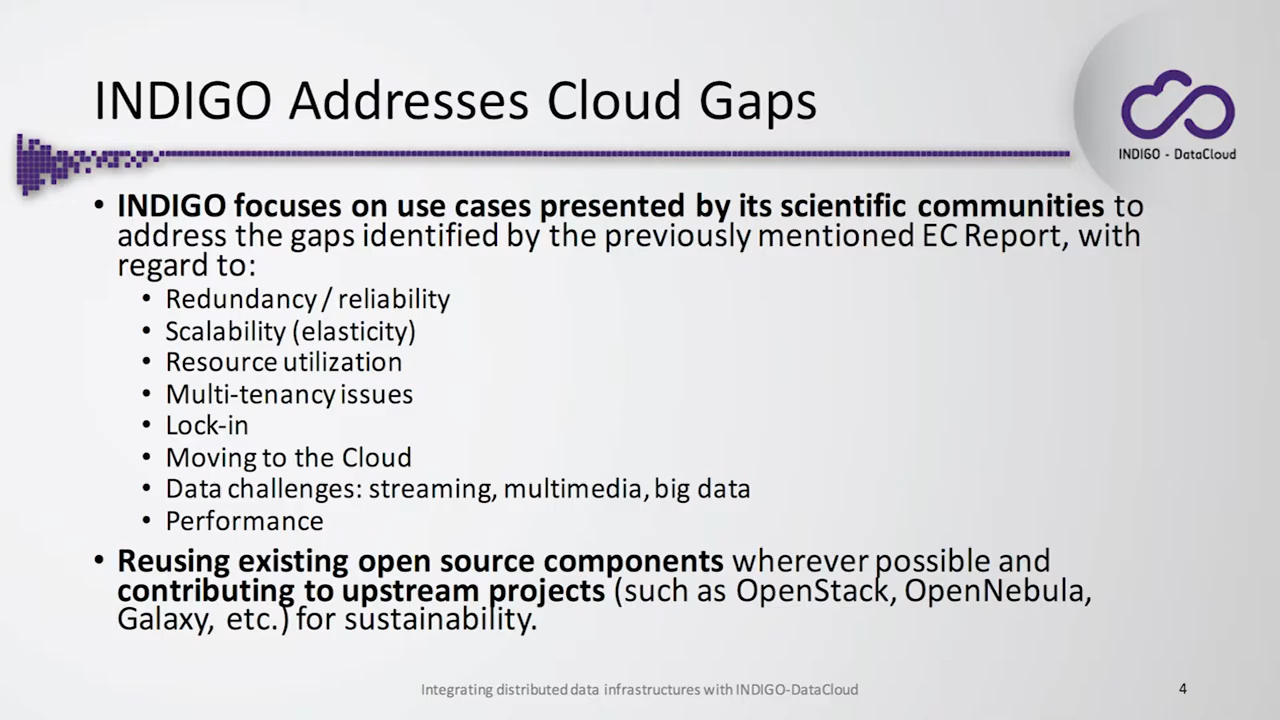 INDIGO Addresses Cloud Gaps
INDIGO - DataCloud
• INDIGO focuses on use cases presented by its scientific communities to
address the gaps identified by the previously mentioned EC Report, with
regard to:
• Redundancy / reliability
• Scalability (elasticity)
• Resource utilization
• Multi-tenancy issues
• Lock-in
• Moving to the Cloud
• Data challenges: streaming, multimedia, big data
• Performance
• Reusing existing open source components wherever possible and
contributing to upstream projects (such as OpenStack, OpenNebula,
Galaxy, etc.) for sustainability.
Integrating distributed data infrastructures with INDIGO-DataCloud
4